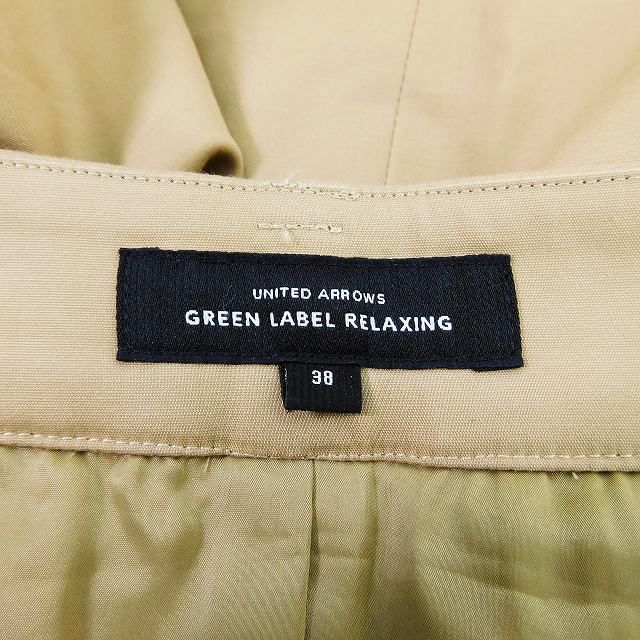 UNITED ARROWS
GREEN LABEL RELAXING
38